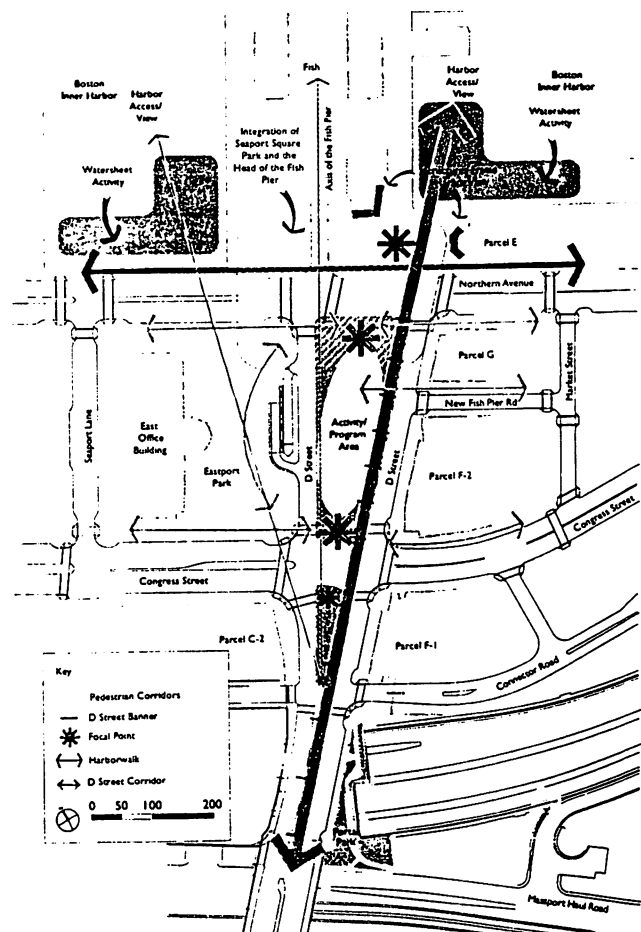 Fish
Boston
Inner Harbor
Harbor
Access/
View
Harbor
Access/
View
Boston
Inner Harbor
Watersheet
Activity
Integration of
Seaport Square
Park and the
Head of the Fish
Pier
Axis of the Fish Pier
Watersheet
Activity
Parcel E
Northern Avenue
Parcel G
Market Street
New Fish Pier Rd
Seaport Lane
East
Office
Building
Eastport
Park
D Street
Activity/
Program
Area
D Street
Parcel F-2
Congress Street
Congress Street
Parcel C-2
Parcel F-1
Connector Road
Key
Pedestrian Corridors
D Street Banner
Focal Point
Harborwalk
D Street Corridor
0 50 100 200
Park
Massport Haul Road